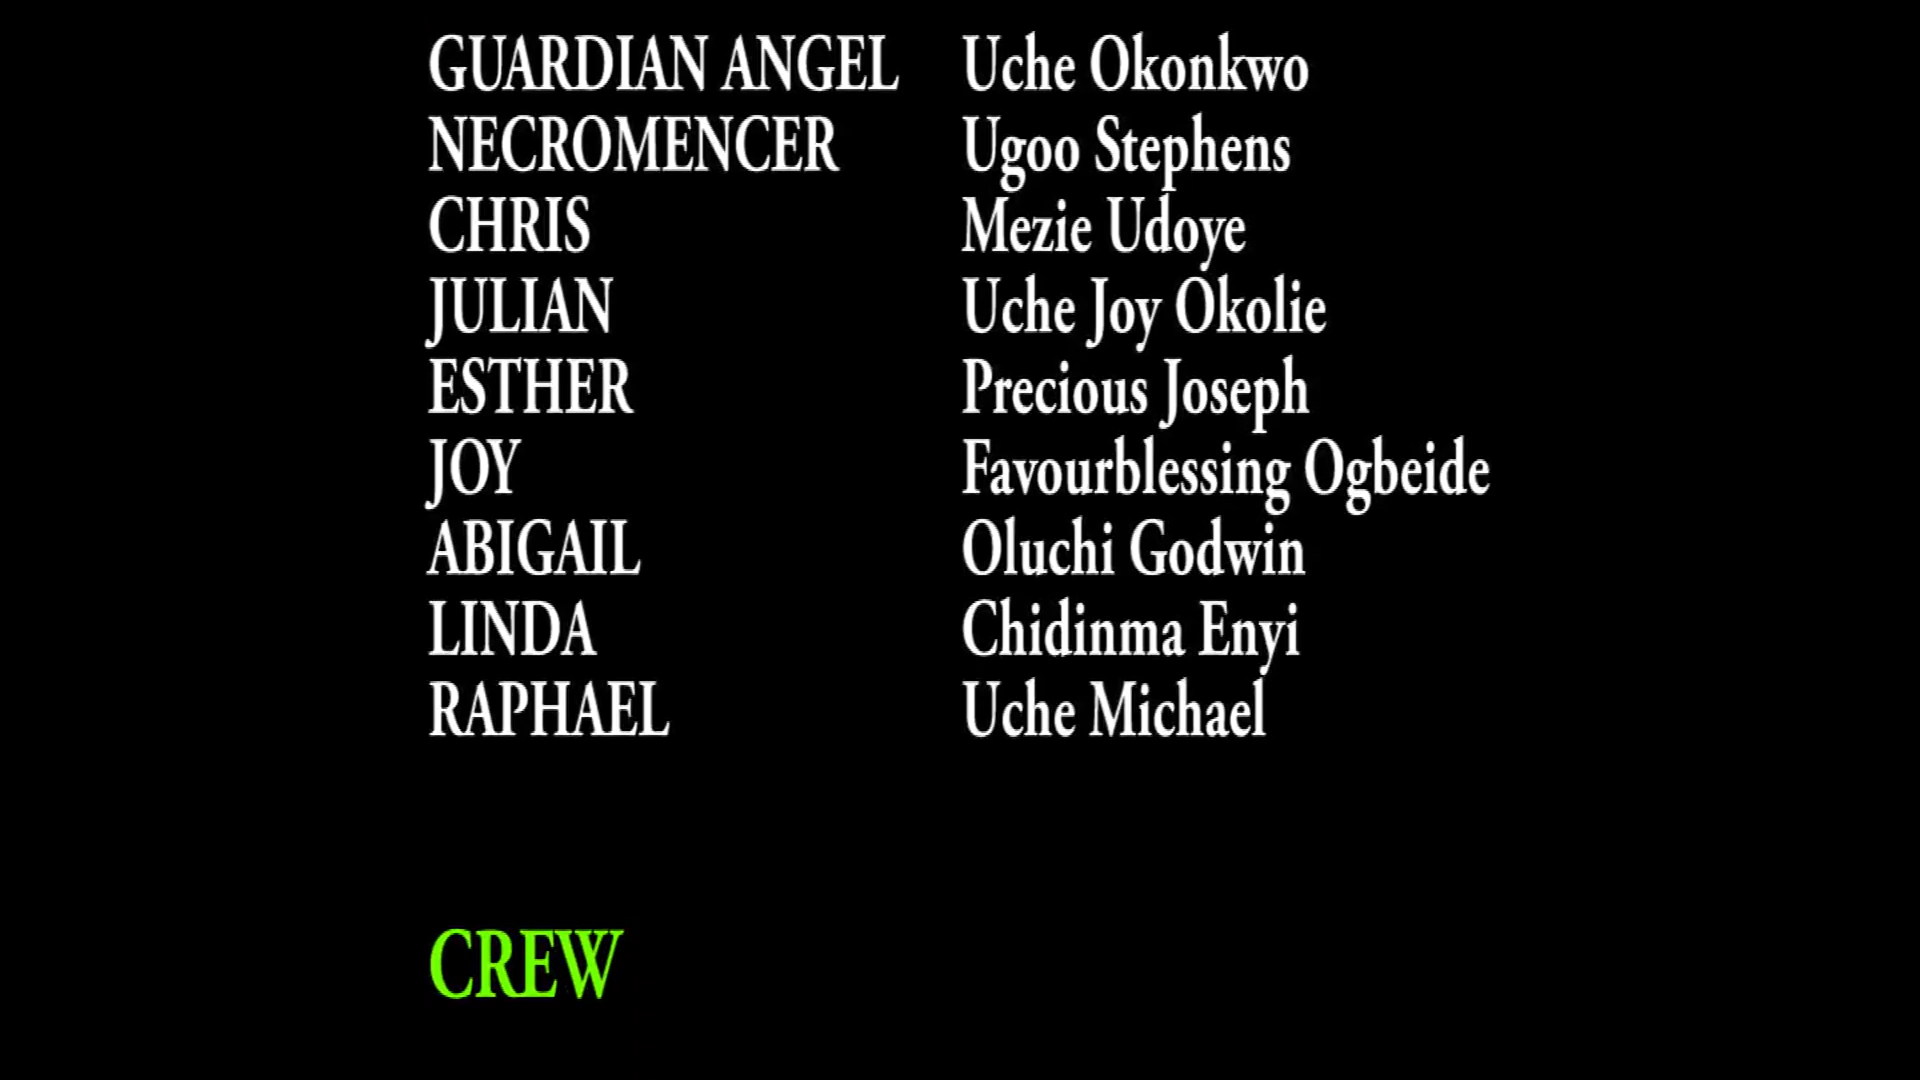 GUARDIAN ANGEL Uche Okonkwo
NECROMENCER Ugoo Stephens
CHRIS Mezie Udoye
JULIAN Uche Joy Okolie
ESTHER Precious Joseph
JOY Favourblessing Ogbeide
ABIGAIL Oluchi Godwin
LINDA Chidinma Enyi
RAPHAEL Uche Michael
CREW